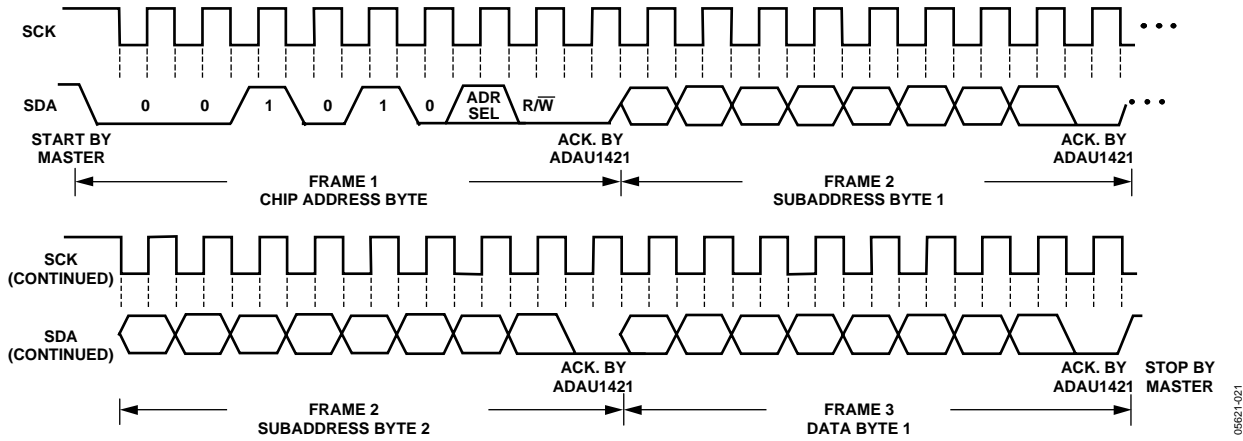 SCK
SDA
0 0 1 0 1 0 ADR SEL R/W̅
START BY MASTER
ACK. BY ADAU1421
ACK. BY ADAU1421
FRAME 1
CHIP ADDRESS BYTE
FRAME 2
SUBADDRESS BYTE 1
SCK
(CONTINUED)
SDA
(CONTINUED)
ACK. BY ADAU1421
ACK. BY ADAU1421
STOP BY MASTER
FRAME 2
SUBADDRESS BYTE 2
FRAME 3
DATA BYTE 1
05621-021